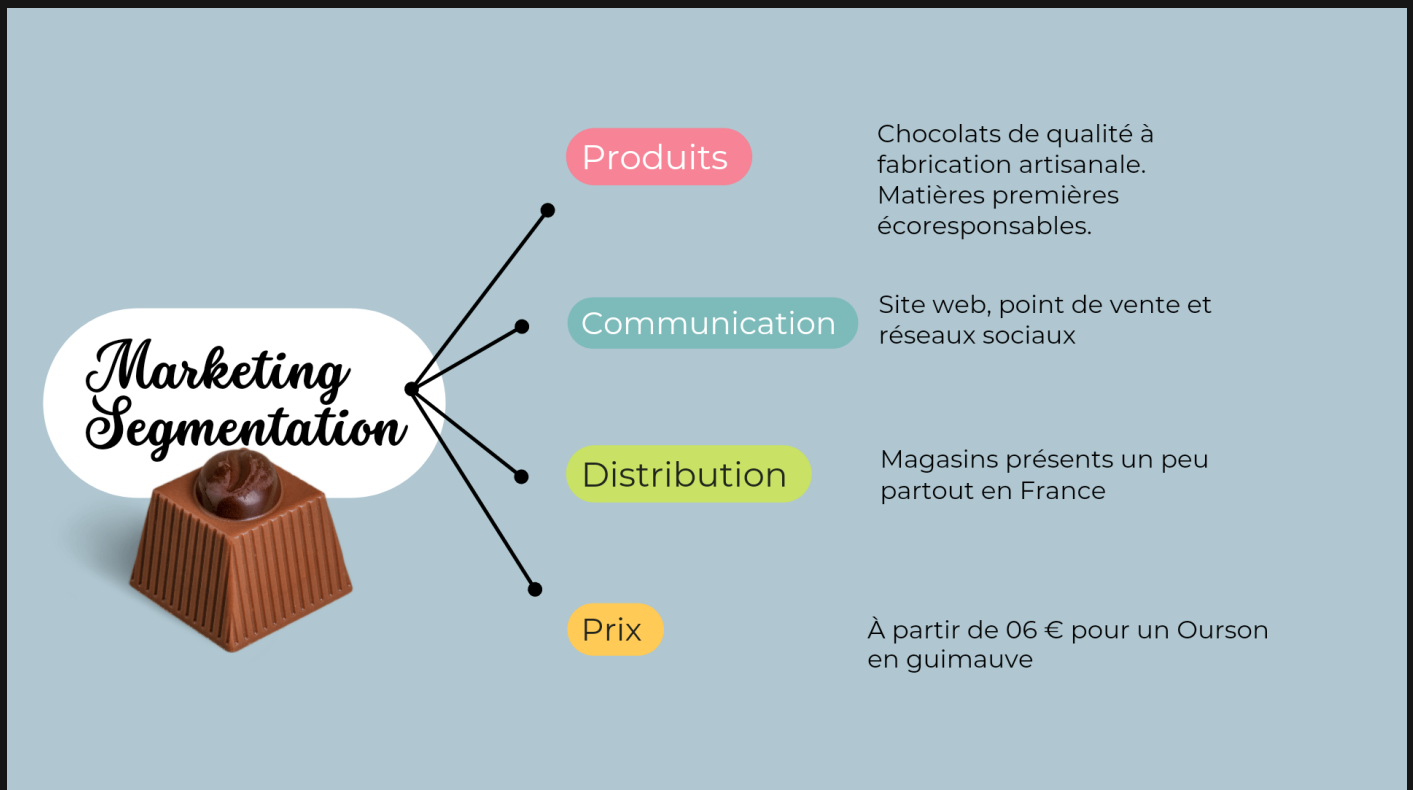 Marketing
Segmentation
Produits
Chocolats de qualité à
fabrication artisanale.
Matières premières
écoresponsables.
Communication
Site web, point de vente et
réseaux sociaux
Distribution
Magasins présents un peu
partout en France
Prix
À partir de 06 € pour un Ourson
en guimauve